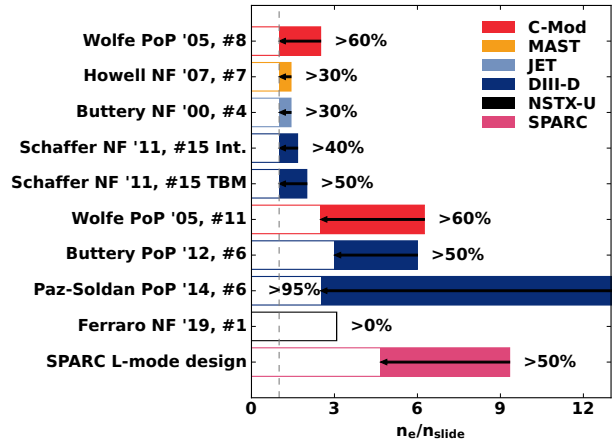 Wolfe PoP '05, #8
>60%
Howell NF '07, #7
>30%
Buttery NF '00, #4
>30%
Schaffer NF '11, #15 Int.
>40%
Schaffer NF '11, #15 TBM
>50%
Wolfe PoP '05, #11
>60%
Buttery PoP '12, #6
>50%
Paz-Soldan PoP '14, #6
>95%
Ferraro NF '19, #1
>0%
SPARC L-mode design
>50%
C-Mod
MAST
JET
DIII-D
NSTX-U
SPARC
0 3 6 9 12
n_e/n_slide